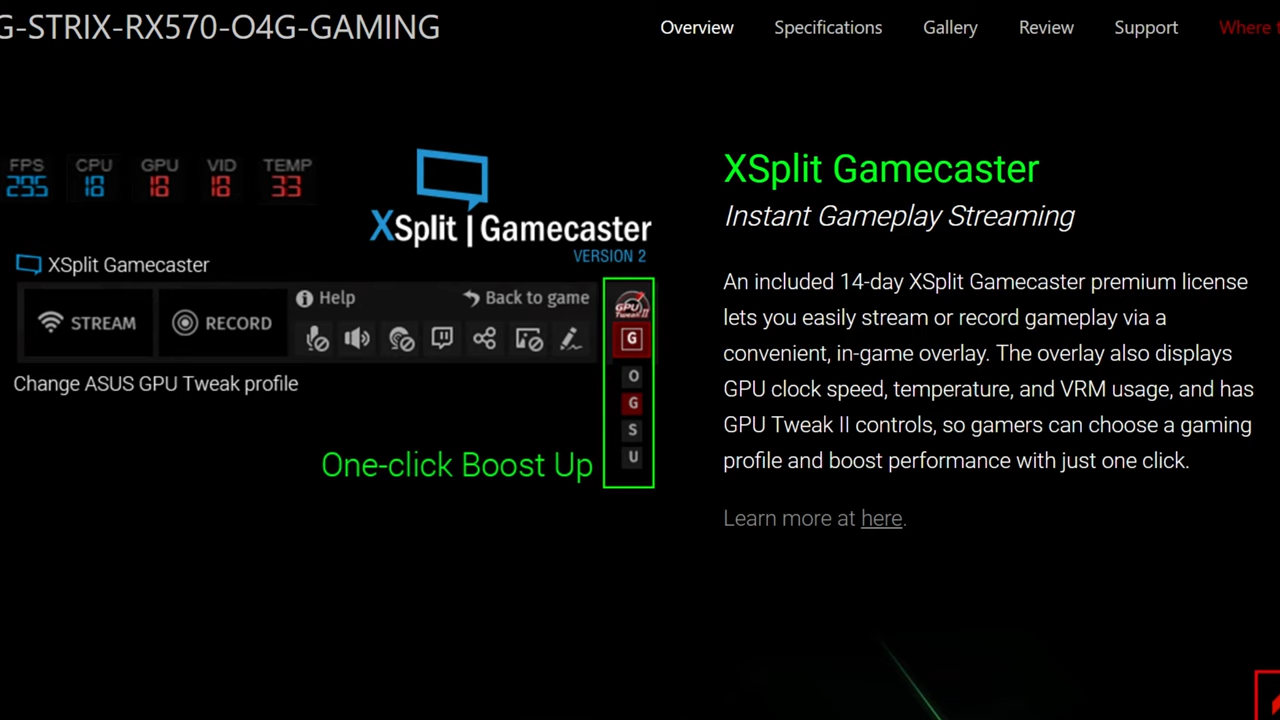 G-STRIX-RX570-O4G-GAMING
Overview Specifications Gallery Review Support Where
FPS CPU GPU VID TEMP
295 18 18 18 33
XSplit | Gamecaster
VERSION 2
XSplit Gamecaster
STREAM RECORD
Help Back to game
GPU Tweak II
G
O
G
S
U
Change ASUS GPU Tweak profile
One-click Boost Up
XSplit Gamecaster
Instant Gameplay Streaming
An included 14-day XSplit Gamecaster premium license
lets you easily stream or record gameplay via a
convenient, in-game overlay. The overlay also displays
GPU clock speed, temperature, and VRM usage, and has
GPU Tweak II controls, so gamers can choose a gaming
profile and boost performance with just one click.
Learn more at here.